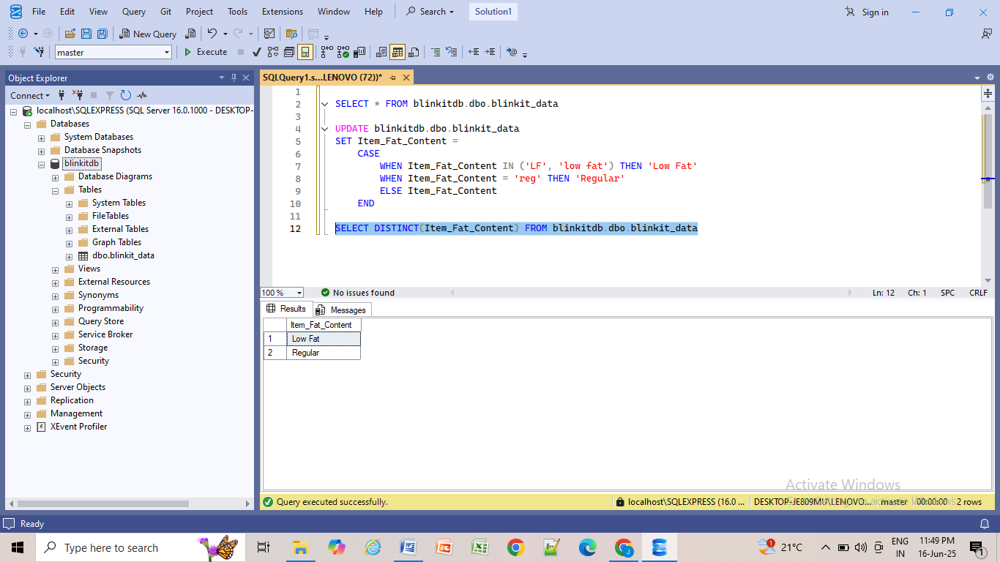 File Edit View Query Git Project Tools Extensions Window Help Search Solution1 Sign in
New Query
master Execute
Object Explorer
Connect
localhost\SQLEXPRESS (SQL Server 16.0.1000 - DESKTOP-
Databases
System Databases
Database Snapshots
blinkitdb
Database Diagrams
Tables
System Tables
FileTables
External Tables
Graph Tables
dbo.blinkit_data
Views
External Resources
Synonyms
Programmability
Query Store
Service Broker
Storage
Security
Security
Server Objects
Replication
Management
XEvent Profiler
SQLQuery1.s...LENOVO (72))*
1
2 SELECT * FROM blinkitdb.dbo.blinkit_data
3
4 UPDATE blinkitdb.dbo.blinkit_data
5 SET Item_Fat_Content =
6 CASE
7 WHEN Item_Fat_Content IN ('LF', 'low fat') THEN 'Low Fat'
8 WHEN Item_Fat_Content = 'reg' THEN 'Regular'
9 ELSE Item_Fat_Content
10 END
11
12 SELECT DISTINCT(Item_Fat_Content) FROM blinkitdb.dbo.blinkit_data
100 % No issues found Ln: 12 Ch: 1 SPC CRLF
Results Messages
Item_Fat_Content
1 Low Fat
2 Regular
Activate Windows
Query executed successfully. localhost\SQLEXPRESS (16.0 ... master 00:00:00 2 rows
Ready
Type here to search 1 21°C ENG 11:49 PM
IN 16-Jun-25 1